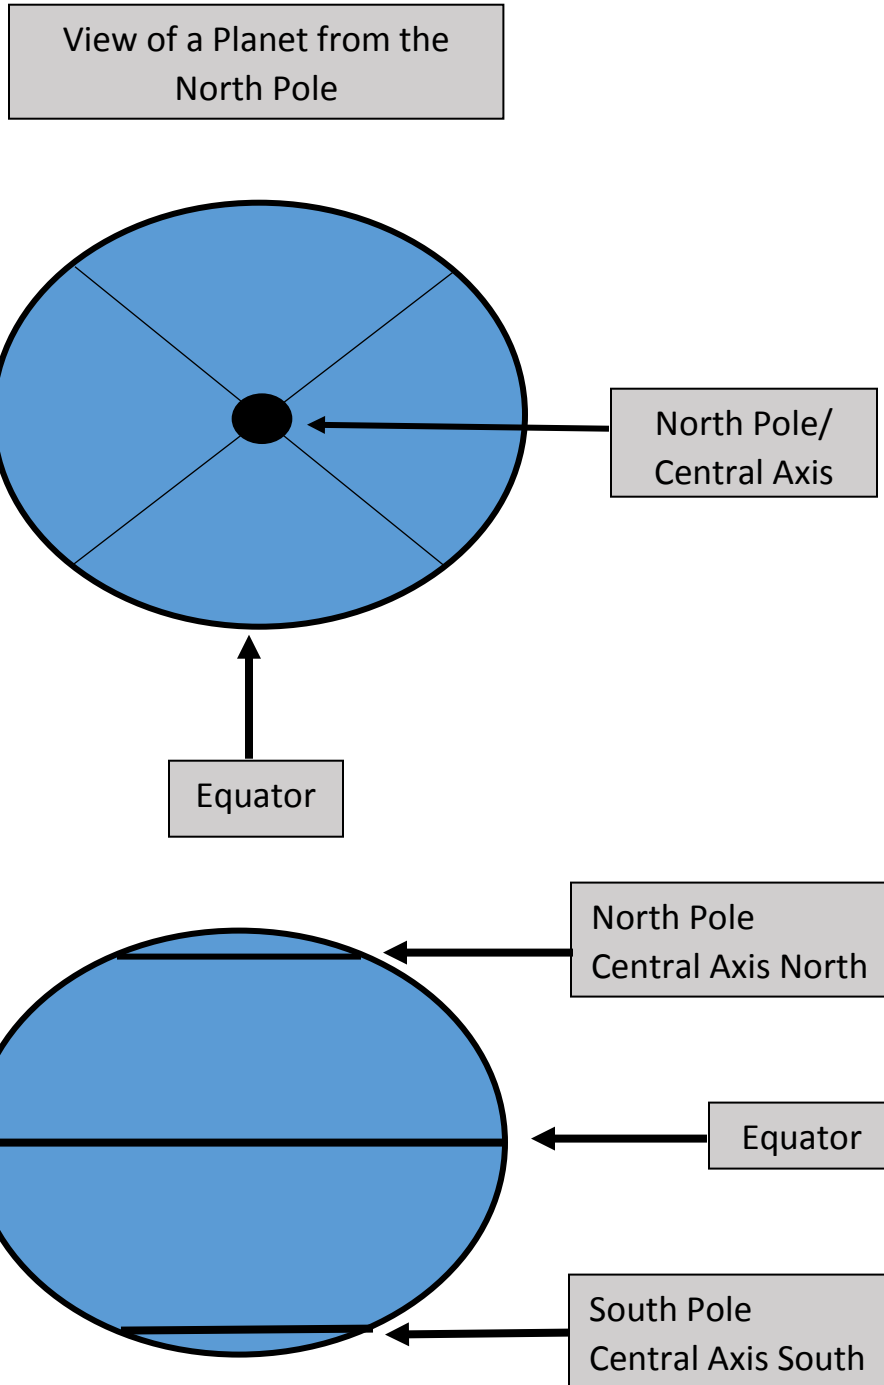 View of a Planet from the
North Pole
North Pole/
Central Axis
Equator
North Pole
Central Axis North
Equator
South Pole
Central Axis South